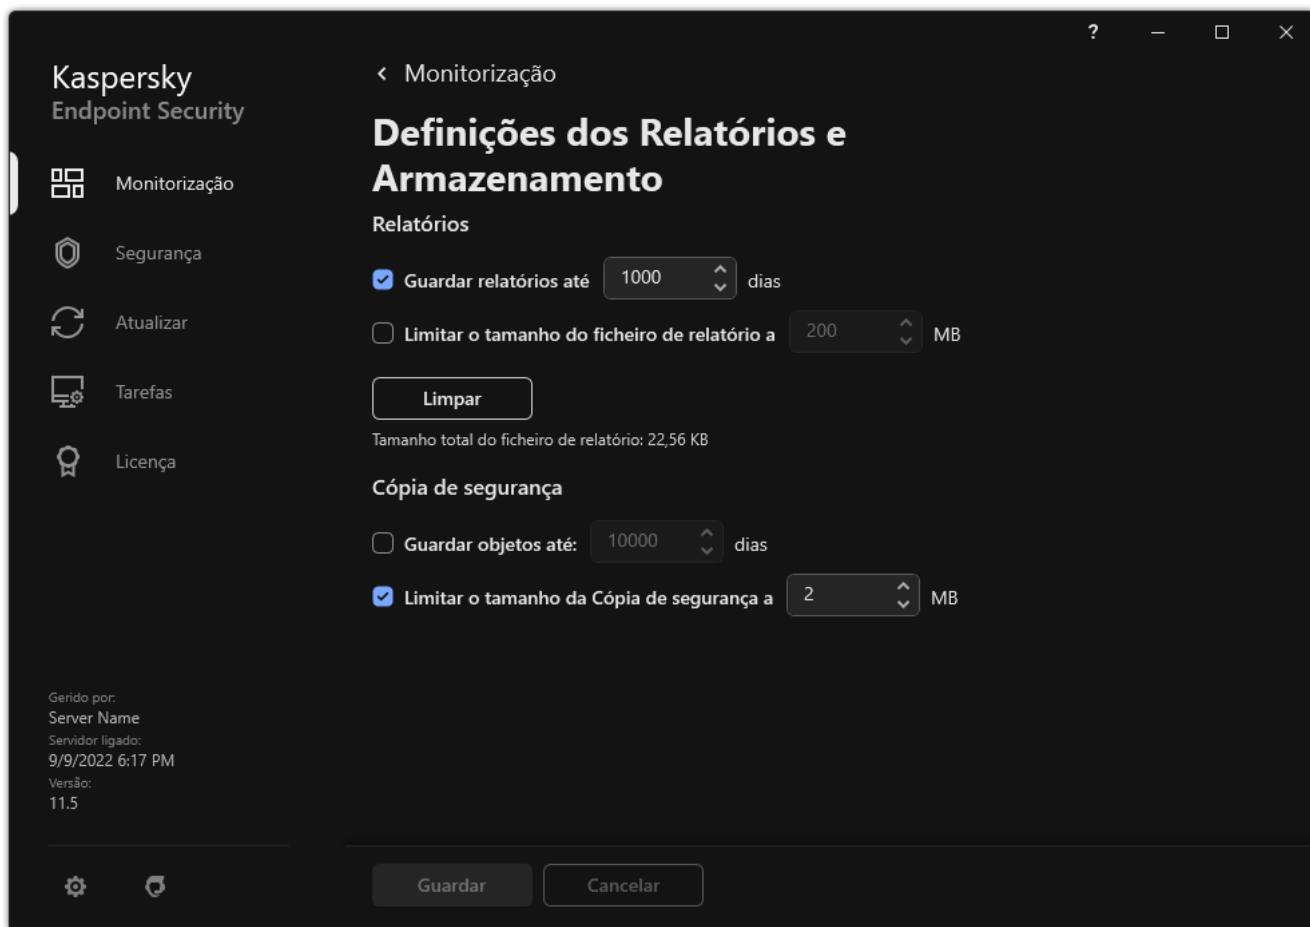 ?
Kaspersky
Endpoint Security
Monitorização
Segurança
Atualizar
Tarefas
Licença
Gerido por:
Server Name
Servidor ligado:
9/9/2022 6:17 PM
Versão:
11.5
Monitorização
Definições dos Relatórios e
Armazenamento
Relatórios
Guardar relatórios até 1000 dias
Limitar o tamanho do ficheiro de relatório a 200 MB
Limpar
Tamanho total do ficheiro de relatório: 22,56 KB
Cópia de segurança
Guardar objetos até: 10000 dias
Limitar o tamanho da Cópia de segurança a 2 MB
Guardar Cancelar